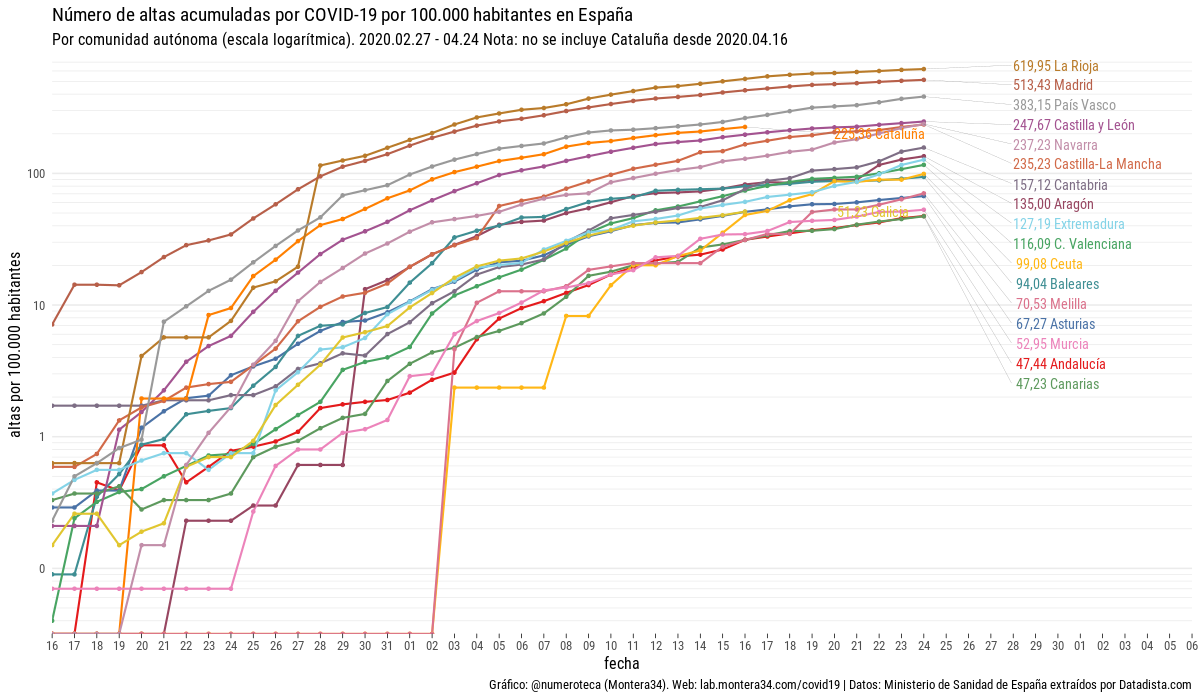 Número de altas acumuladas por COVID-19 por 100.000 habitantes en España
Por comunidad autónoma (escala logarítmica). 2020.02.27 - 04.24 Nota: no se incluye Cataluña desde 2020.04.16
altas por 100.000 habitantes
100
10
1
0
619,95 La Rioja
513,43 Madrid
383,15 País Vasco
247,67 Castilla y León
225,36 Cataluña
237,23 Navarra
235,23 Castilla-La Mancha
157,12 Cantabria
135,00 Aragón
Galicia
127,19 Extremadura
116,09 C. Valenciana
99,08 Ceuta
94,04 Baleares
70,53 Melilla
67,27 Asturias
52,95 Murcia
47,44 Andalucía
47,23 Canarias
16 17 18 19 20 21 22 23 24 25 26 27 28 29 30 31 01 02 03 04 05 06 07 08 09 10 11 12 13 14 15 16 17 18 19 20 21 22 23 24 25 26 27 28 29 30 01 02 03 04 05 06
fecha
Gráfico: @numeroteca (Montera34). Web: lab.montera34.com/covid19 | Datos: Ministerio de Sanidad de España extraídos por Datadista.com